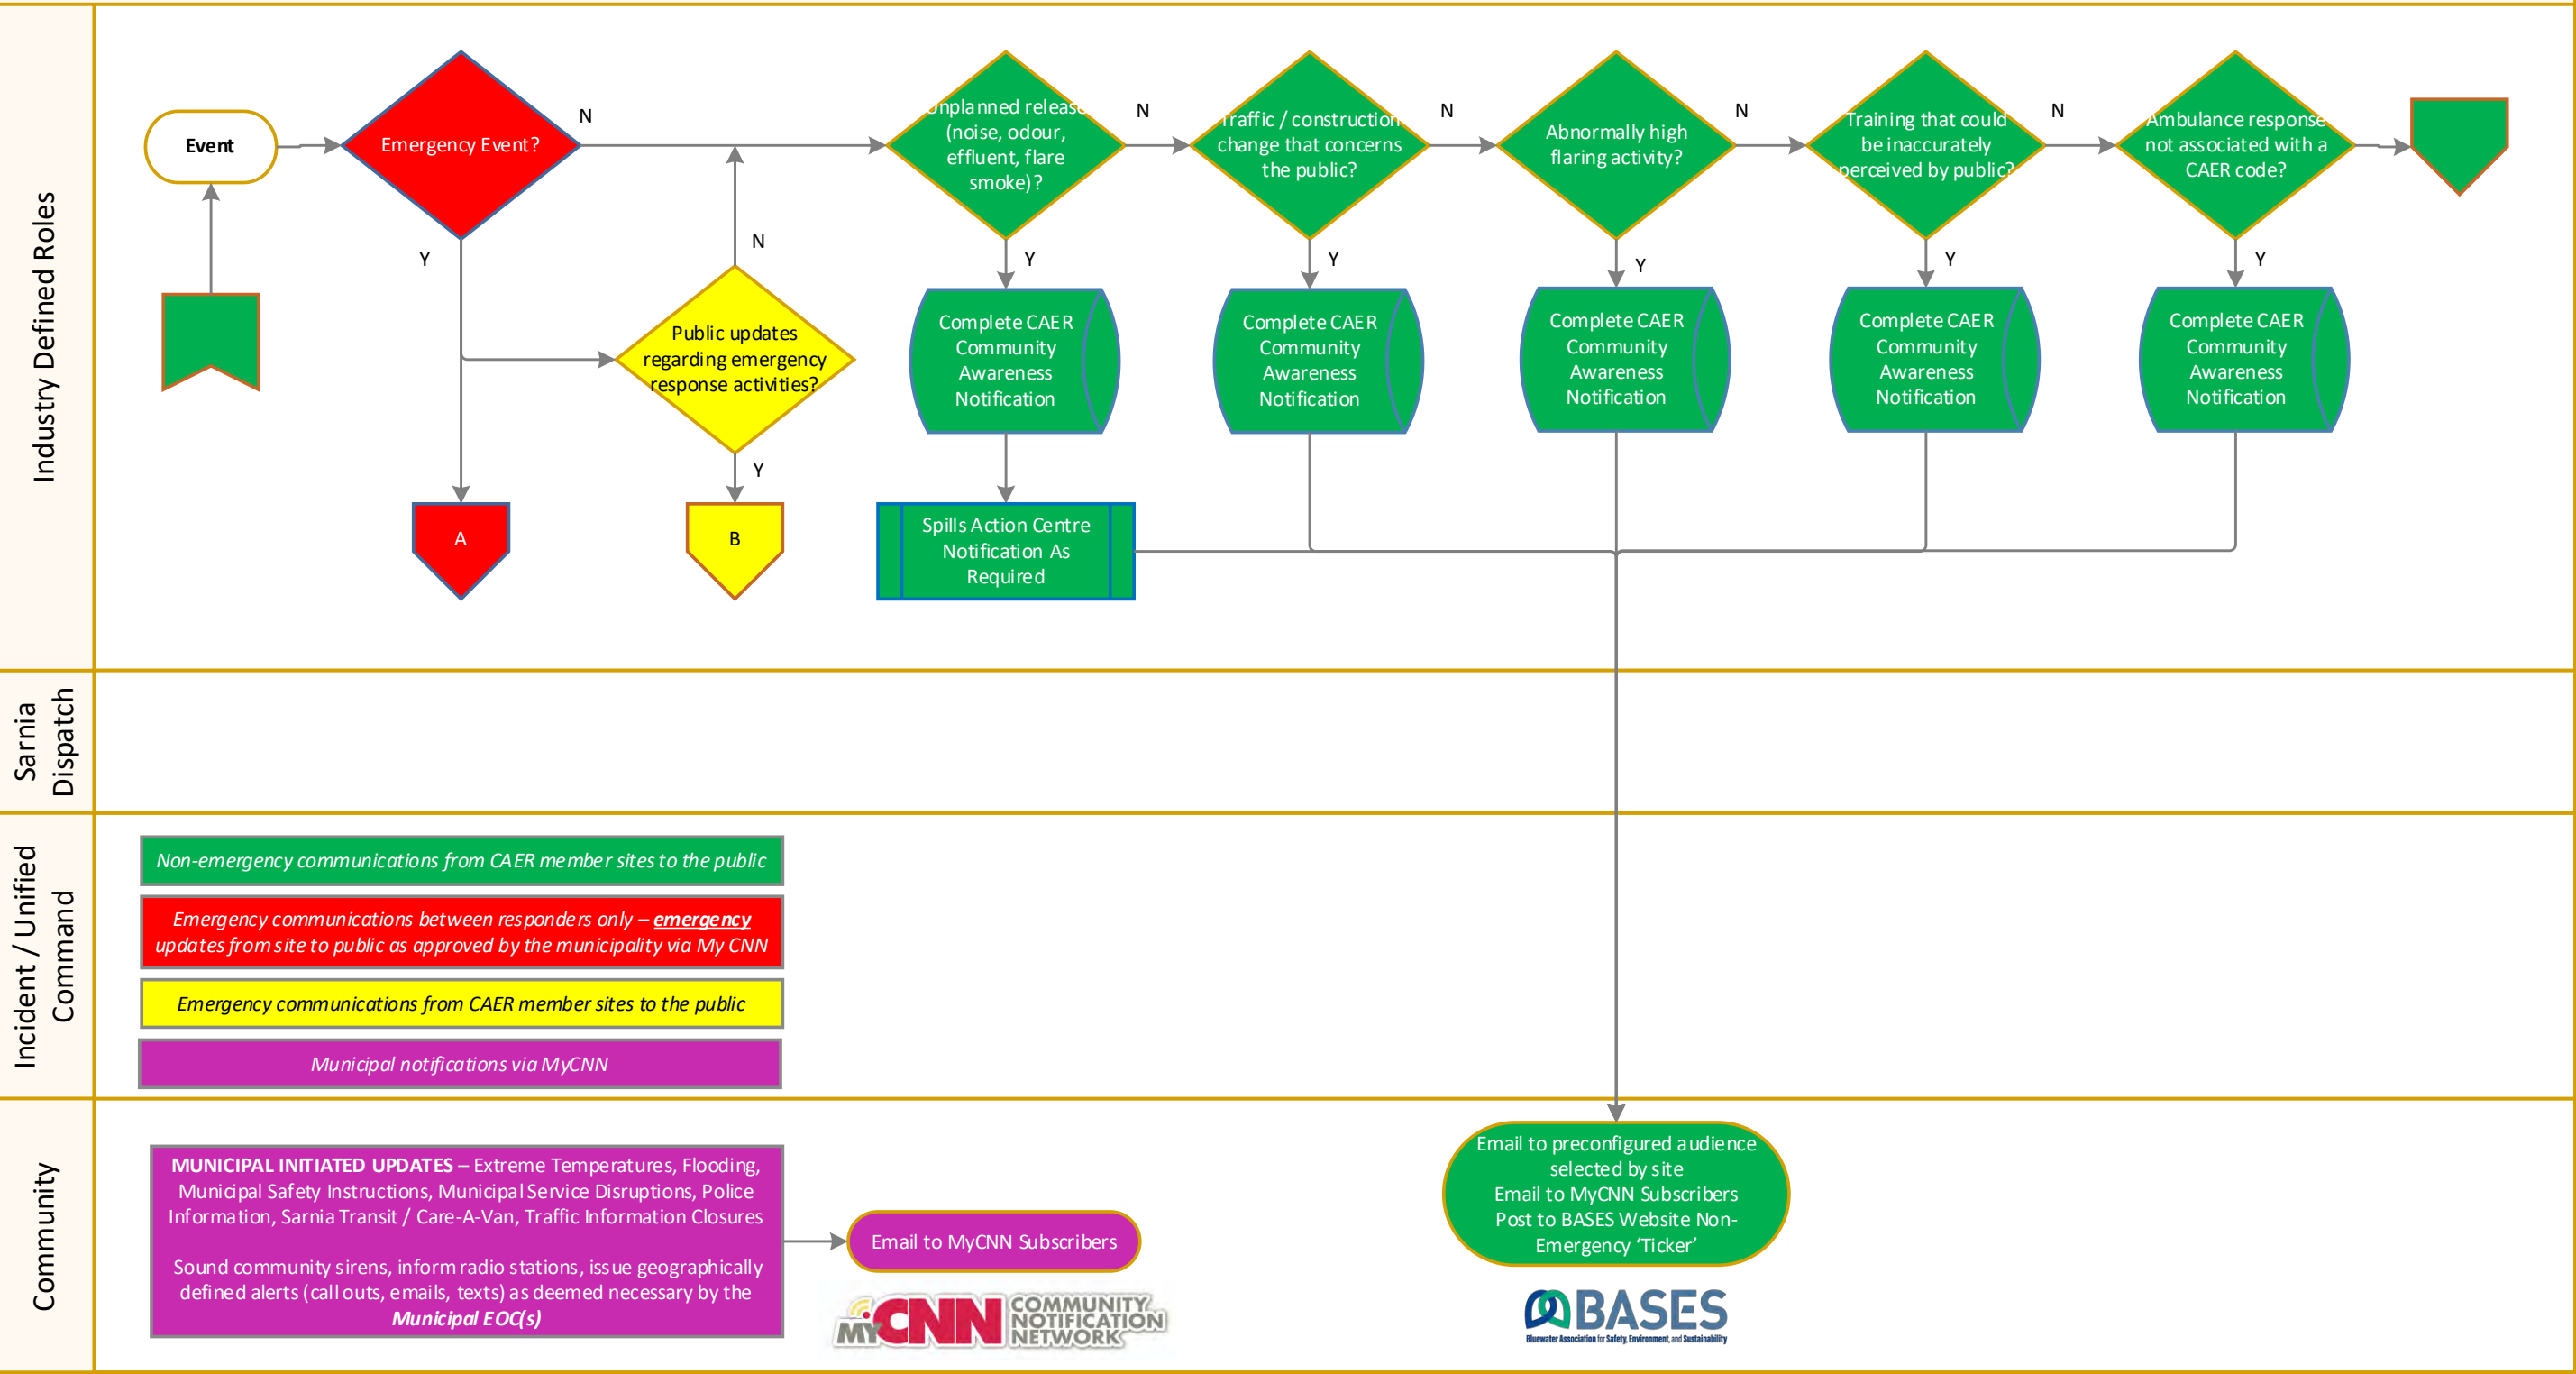 Industry Defined Roles
Event
Emergency Event?
N
Y
Public updates
regarding emergency
response activities?
N
Y
A
B
Unplanned release
(noise, odour,
effluent, flare
smoke)?
N
Y
Complete CAER
Community
Awareness
Notification
Spills Action Centre
Notification As
Required
Traffic / construction
change that concerns
the public?
N
Y
Complete CAER
Community
Awareness
Notification
Abnormally high
flaring activity?
N
Y
Complete CAER
Community
Awareness
Notification
Training that could
be inaccurately
perceived by public?
N
Y
Complete CAER
Community
Awareness
Notification
Ambulance response
not associated with a
CAER code?
Y
Complete CAER
Community
Awareness
Notification
Sarnia
Dispatch
Incident / Unified
Command
Non-emergency communications from CAER member sites to the public
Emergency communications between responders only – emergency
updates from site to public as approved by the municipality via My CNN
Emergency communications from CAER member sites to the public
Municipal notifications via MyCNN
Community
MUNICIPAL INITIATED UPDATES – Extreme Temperatures, Flooding,
Municipal Safety Instructions, Municipal Service Disruptions, Police
Information, Sarnia Transit / Care-A-Van, Traffic Information Closures
Sound community sirens, inform radio stations, issue geographically
defined alerts (call outs, emails, texts) as deemed necessary by the
Municipal EOC(s)
Email to MyCNN Subscribers
MyCNN COMMUNITY
NOTIFICATION
NETWORK
Email to preconfigured audience
selected by site
Email to MyCNN Subscribers
Post to BASES Website Non-
Emergency ‘Ticker’
BASES
Bluewater Association for Safety, Environment, and Sustainability